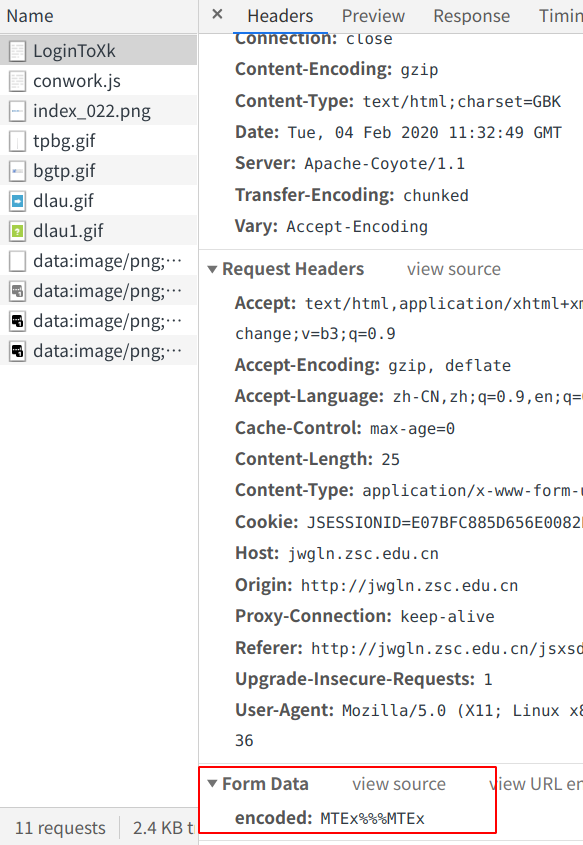 Name
× Headers Preview Response Timin
LoginToXk
conwork.js
index_022.png
tpbg.gif
bgtp.gif
dlau.gif
dlau1.gif
data:image/png;…
data:image/png;…
data:image/png;…
data:image/png;…
11 requests 2.4 KB tr
Connection: close
Content-Encoding: gzip
Content-Type: text/html;charset=GBK
Date: Tue, 04 Feb 2020 11:32:49 GMT
Server: Apache-Coyote/1.1
Transfer-Encoding: chunked
Vary: Accept-Encoding
▼ Request Headers view source
Accept: text/html,application/xhtml+xm
change;v=b3;q=0.9
Accept-Encoding: gzip, deflate
Accept-Language: zh-CN,zh;q=0.9,en;q=
Cache-Control: max-age=0
Content-Length: 25
Content-Type: application/x-www-form-u
Cookie: JSESSIONID=E07BFC885D656E0082
Host: jwgln.zsc.edu.cn
Origin: http://jwgln.zsc.edu.cn
Proxy-Connection: keep-alive
Referer: http://jwgln.zsc.edu.cn/jsxsd
Upgrade-Insecure-Requests: 1
User-Agent: Mozilla/5.0 (X11; Linux x8
36
▼ Form Data view source view URL en
encoded: MTEx%%%MTEx